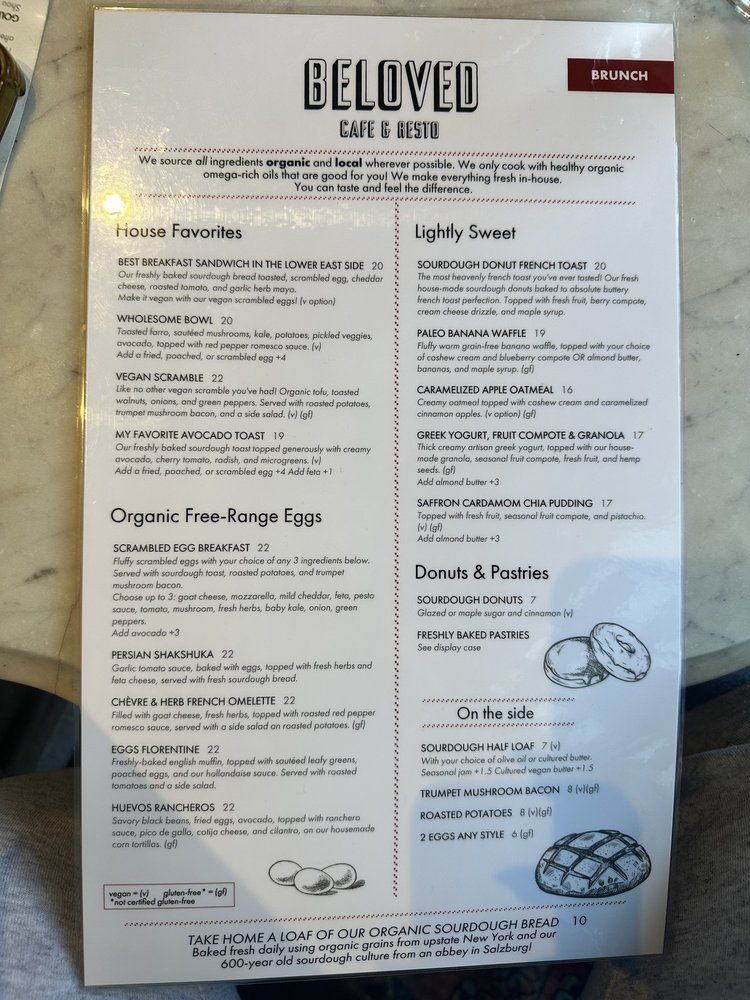 BELOVED
CAFE & RESTO
BRUNCH
We source all ingredients organic and local wherever possible. We only cook with healthy organic
omega-rich oils that are good for you! We make everything fresh in-house.
You can taste and feel the difference.
House Favorites
BEST BREAKFAST SANDWICH IN THE LOWER EAST SIDE 20
Our freshly baked sourdough bread toasted, scrambled egg, cheddar
cheese, roasted tomato, and garlic herb mayo.
Make it vegan with our vegan scrambled eggs! (v option)
WHOLESOME BOWL 20
Toasted farro, sautéed mushrooms, kale, potatoes, pickled veggies,
avocado, topped with red pepper romesco sauce. (v)
Add a fried, poached, or scrambled egg +4
VEGAN SCRAMBLE 22
Like no other vegan scramble you've had! Organic tofu, toasted
walnuts, onions, and green peppers. Served with roasted potatoes,
trumpet mushroom bacon, and a side salad. (v) (gf)
MY FAVORITE AVOCADO TOAST 19
Our freshly baked sourdough toast topped generously with creamy
avocado, cherry tomato, radish, and microgreens. (v)
Add a fried, poached, or scrambled egg +4 Add feta +1
Organic Free-Range Eggs
SCRAMBLED EGG BREAKFAST 22
Fluffy scrambled eggs with your choice of any 3 ingredients below.
Served with sourdough toast, roasted potatoes, and trumpet
mushroom bacon.
Choose up to 3: goat cheese, mozzarella, mild cheddar, feta, pesto
sauce, tomato, mushroom, fresh herbs, baby kale, onion, green
peppers.
Add avocado +3
PERSIAN SHAKSHUKA 22
Garlic tomato sauce, baked with eggs, topped with fresh herbs and
feta cheese, served with fresh sourdough bread.
CHÈVRE & HERB FRENCH OMELETTE 22
Filled with goat cheese, fresh herbs, topped with roasted red pepper
romesco sauce, served with a side salad an roasted potatoes. (gf)
EGGS FLORENTINE 22
Freshly-baked english muffin, topped with sautéed leafy greens,
poached eggs, and our hollandaise sauce. Served with roasted
tomatoes and a side salad.
HUEVOS RANCHEROS 22
Savory black beans, fried eggs, avocado, topped with ranchero
sauce, pico de gallo, cotija cheese, and cilantro, on our housemade
corn tortillas. (gf)
vegan = (v) gluten-free* = (gf)
*not certified gluten-free
Lightly Sweet
SOURDOUGH DONUT FRENCH TOAST 20
The most heavenly french toast you've ever tasted! Our fresh
house-made sourdough donuts baked to absolute buttery
french toast perfection. Topped with fresh fruit, berry compote,
cream cheese drizzle, and maple syrup.
PALEO BANANA WAFFLE 19
Fluffy warm grain-free banana waffle, topped with your choice
of cashew cream and blueberry compote OR almond butter,
bananas, and maple syrup. (gf)
CARAMELIZED APPLE OATMEAL 16
Creamy oatmeal topped with cashew cream and caramelized
cinnamon apples. (v option) (gf)
GREEK YOGURT, FRUIT COMPOTE & GRANOLA 17
Thick creamy artisan greek yogurt, topped with our house-
made granola, seasonal fruit compote, fresh fruit, and hemp
seeds. (gf)
Add almond butter +3
SAFFRON CARDAMOM CHIA PUDDING 17
Topped with fresh fruit, seasonal fruit compote, and pistachio.
(v) (gf)
Add almond butter +3
Donuts & Pastries
SOURDOUGH DONUTS 7
Glazed or maple sugar and cinnamon (v)
FRESHLY BAKED PASTRIES
See display case
On the side
SOURDOUGH HALF LOAF 7 (v)
With your choice of olive oil or cultured butter.
Seasonal jam +1.5 Cultured vegan butter +1.5
TRUMPET MUSHROOM BACON 8 (v)(gf)
ROASTED POTATOES 8 (v)(gf)
2 EGGS ANY STYLE 6 (gf)
TAKE HOME A LOAF OF OUR ORGANIC SOURDOUGH BREAD 10
Baked fresh daily using organic grains from upstate New York and our
600-year old sourdough culture from an abbey in Salzburg!